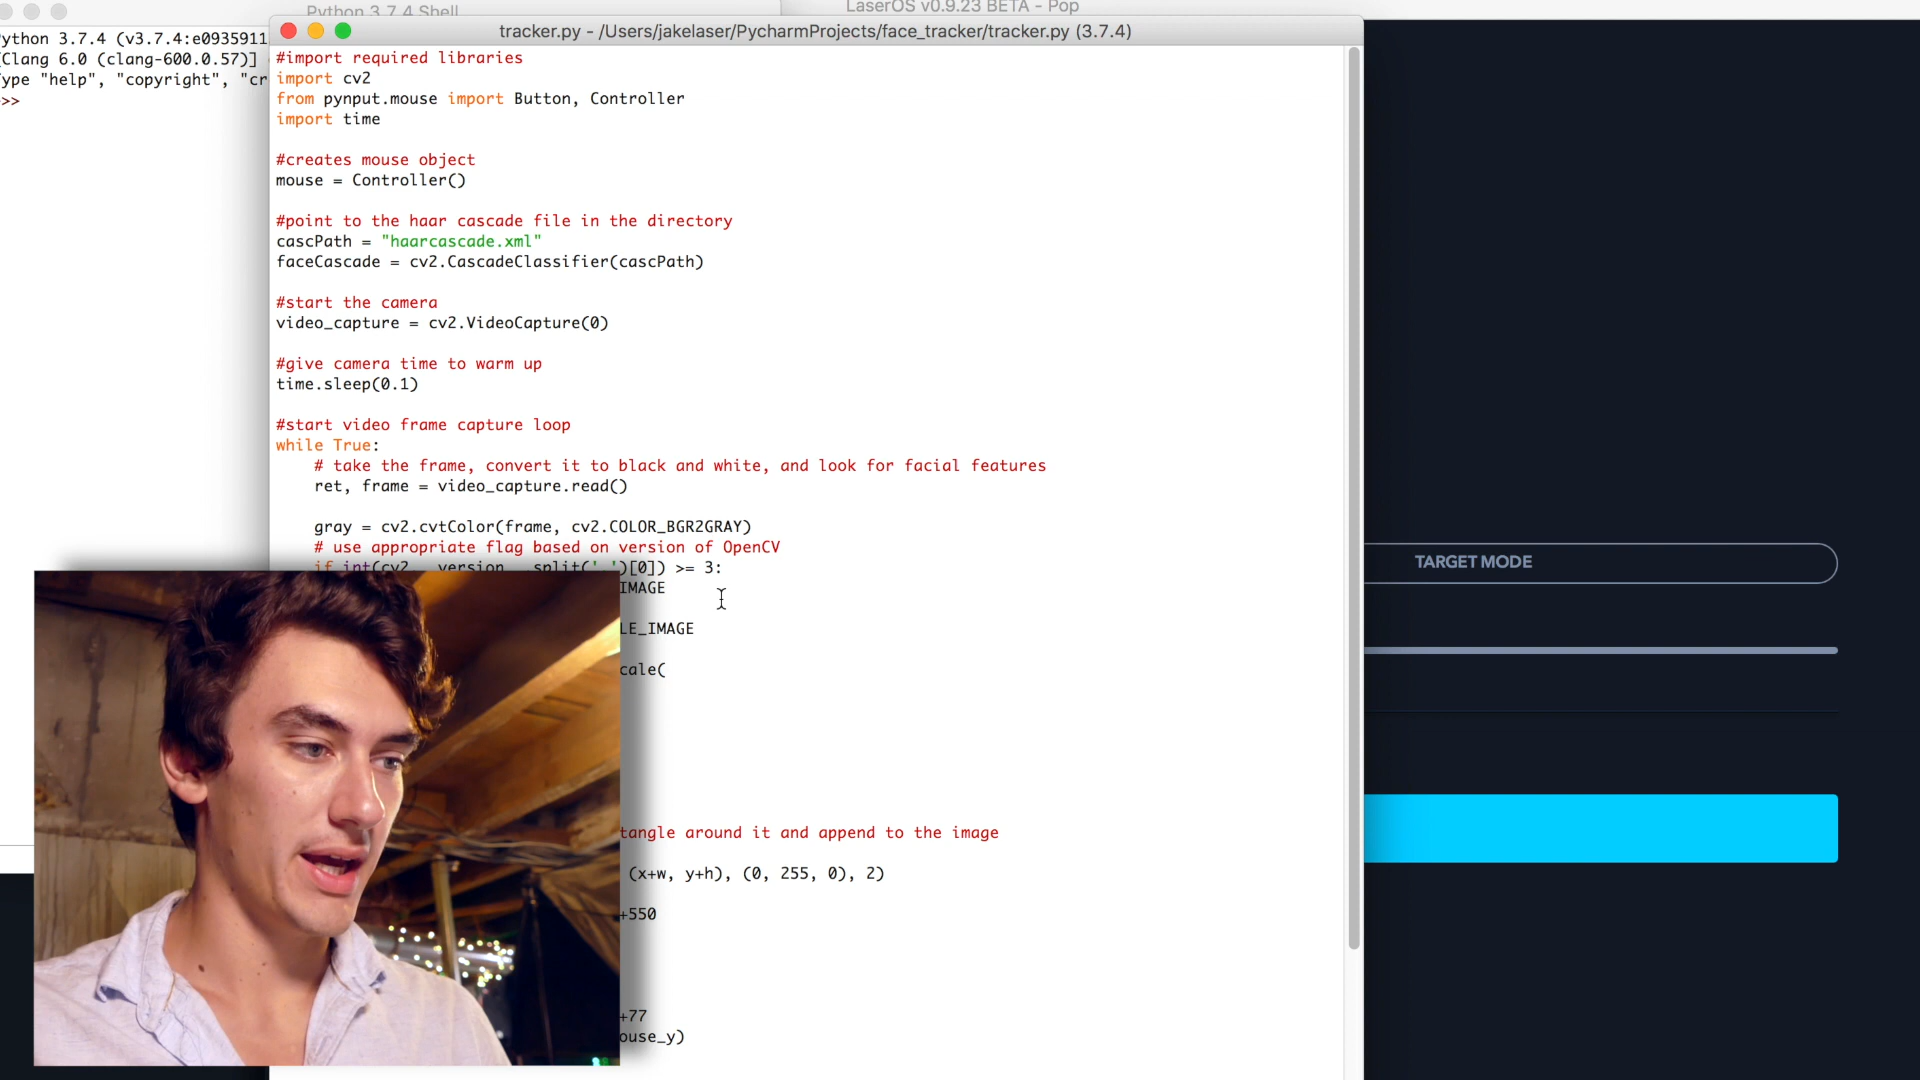 Python 3.7.4 Shell
LaserOS v0.9.23 BETA - Pop
ython 3.7.4 (v3.7.4:e0935911
[Clang 6.0 (clang-600.0.57)]
ype "help", "copyright", "cr
>>
tracker.py - /Users/jakelaser/PycharmProjects/face_tracker/tracker.py (3.7.4)
#import required libraries
import cv2
from pynput.mouse import Button, Controller
import time
#creates mouse object
mouse = Controller()
#point to the haar cascade file in the directory
cascPath = "haarcascade.xml"
faceCascade = cv2.CascadeClassifier(cascPath)
#start the camera
video_capture = cv2.VideoCapture(0)
#give camera time to warm up
time.sleep(0.1)
#start video frame capture loop
while True:
# take the frame, convert it to black and white, and look for facial features
ret, frame = video_capture.read()
gray = cv2.cvtColor(frame, cv2.COLOR_BGR2GRAY)
# use appropriate flag based on version of OpenCV
if int(cv2.__version__.split('.')[0]) >= 3:
IMAGE
LE_IMAGE
cale(
tangle around it and append to the image
(x+w, y+h), (0, 255, 0), 2)
+550
+77
ouse_y)
TARGET MODE